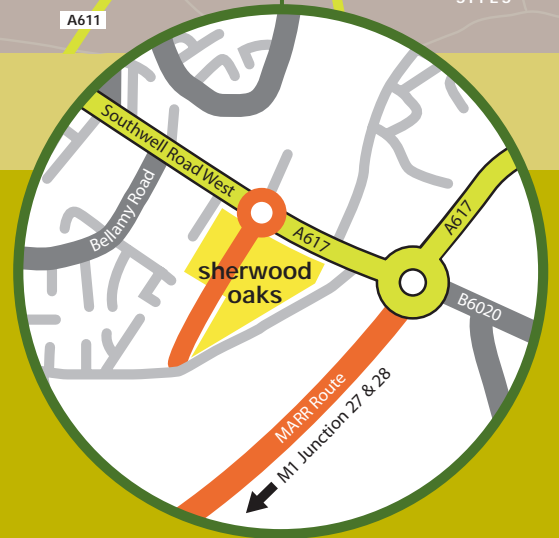 A611
Southwell Road West
Bellamy Road
A617
A617
sherwood
oaks
B6020
MARR Route
M1 Junction 27 & 28